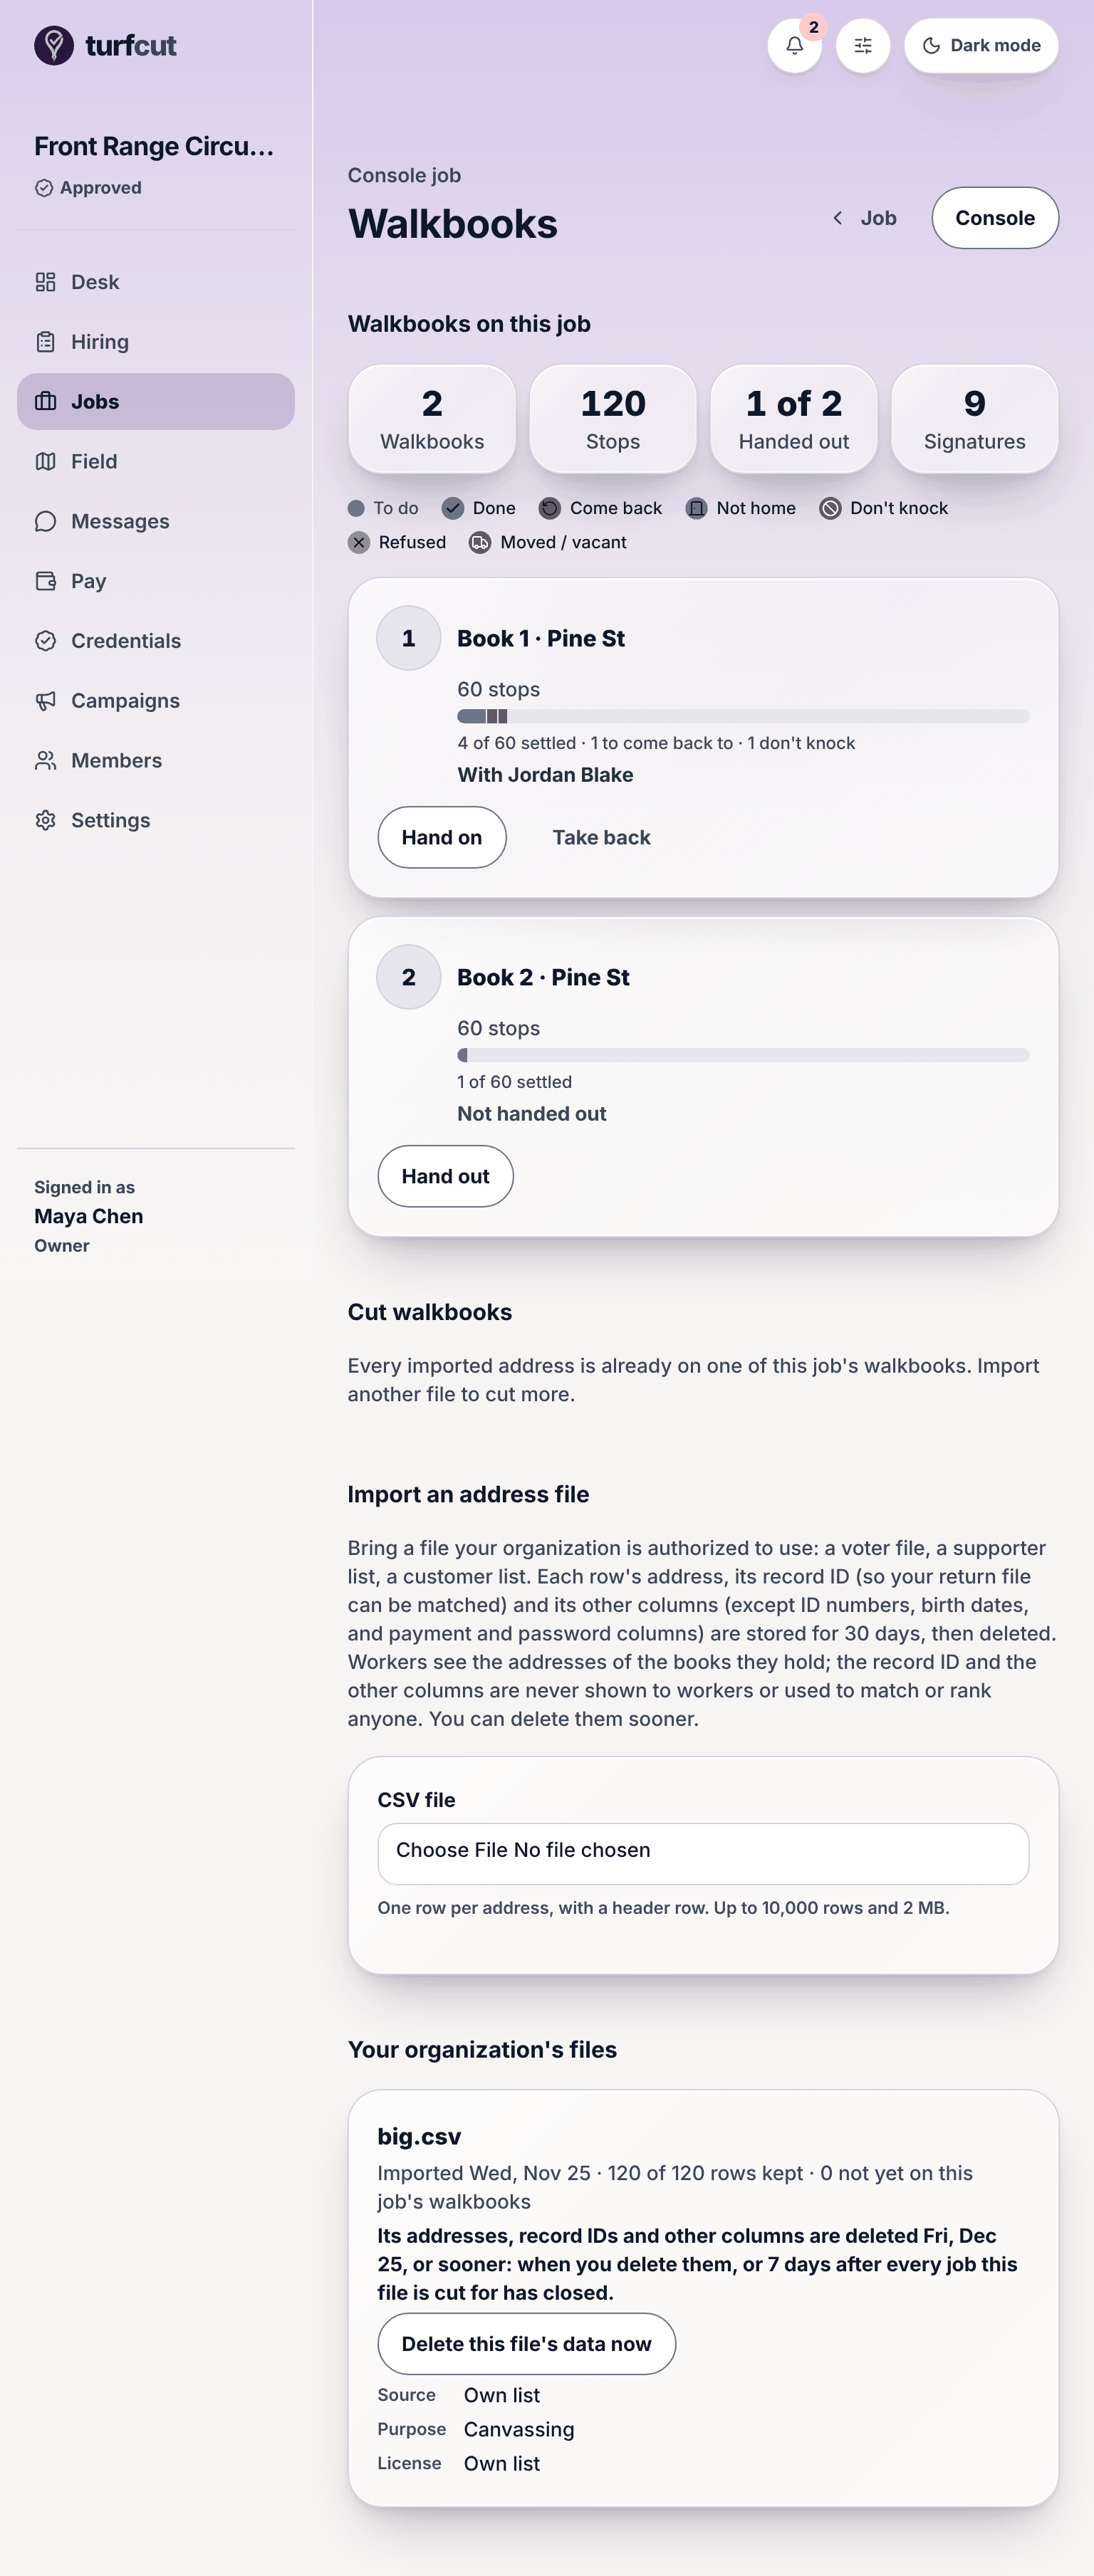 turfcut
2
Dark mode
Front Range Circu...
Approved
Desk
Hiring
Jobs
Field
Messages
Pay
Credentials
Campaigns
Members
Settings
Signed in as
Maya Chen
Owner
Console job
Walkbooks
Job
Console
Walkbooks on this job
2
Walkbooks
120
Stops
1 of 2
Handed out
9
Signatures
To do
Done
Come back
Not home
Don't knock
Refused
Moved / vacant
1
Book 1 · Pine St
60 stops
4 of 60 settled · 1 to come back to · 1 don't knock
With Jordan Blake
Hand on
Take back
2
Book 2 · Pine St
60 stops
1 of 60 settled
Not handed out
Hand out
Cut walkbooks
Every imported address is already on one of this job's walkbooks. Import
another file to cut more.
Import an address file
Bring a file your organization is authorized to use: a voter file, a supporter
list, a customer list. Each row's address, its record ID (so your return file
can be matched) and its other columns (except ID numbers, birth dates,
and payment and password columns) are stored for 30 days, then deleted.
Workers see the addresses of the books they hold; the record ID and the
other columns are never shown to workers or used to match or rank
anyone. You can delete them sooner.
CSV file
Choose File No file chosen
One row per address, with a header row. Up to 10,000 rows and 2 MB.
Your organization's files
big.csv
Imported Wed, Nov 25 · 120 of 120 rows kept · 0 not yet on this
job's walkbooks
Its addresses, record IDs and other columns are deleted Fri, Dec
25, or sooner: when you delete them, or 7 days after every job this
file is cut for has closed.
Delete this file's data now
Source Own list
Purpose Canvassing
License Own list